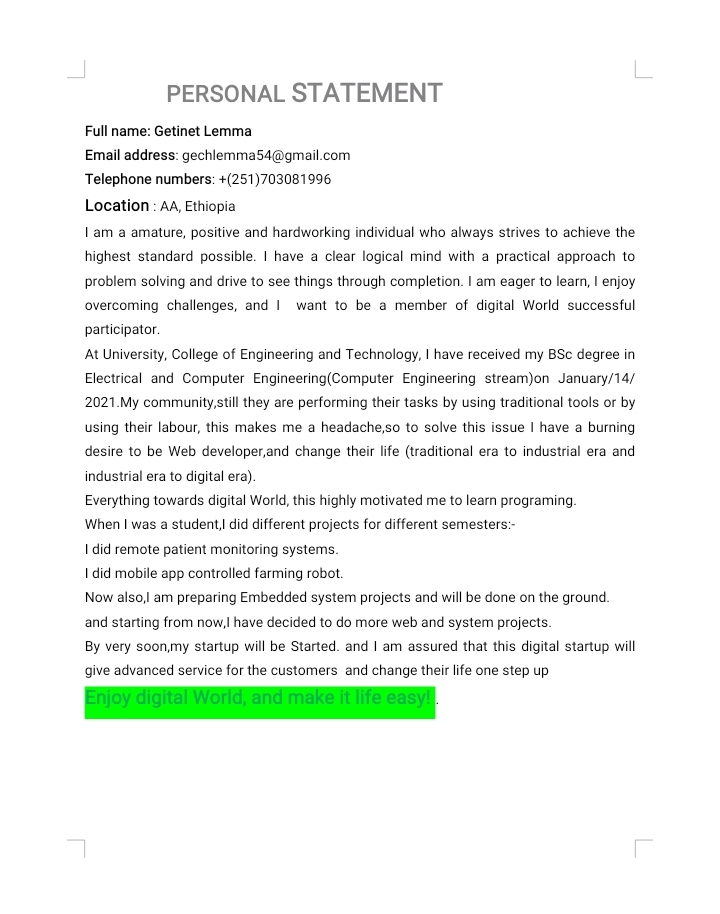 PERSONAL STATEMENT
Full name: Getinet Lemma
Email address: gechlemma54@gmail.com
Telephone numbers: +(251)703081996
Location : AA, Ethiopia
I am a amature, positive and hardworking individual who always strives to achieve the
highest standard possible. I have a clear logical mind with a practical approach to
problem solving and drive to see things through completion. I am eager to learn, I enjoy
overcoming challenges, and I  want to be a member of digital World successful
participator.
At University, College of Engineering and Technology, I have received my BSc degree in
Electrical and Computer Engineering(Computer Engineering stream)on January/14/
2021.My community,still they are performing their tasks by using traditional tools or by
using their labour, this makes me a headache,so to solve this issue I have a burning
desire to be Web developer,and change their life (traditional era to industrial era and
industrial era to digital era).
Everything towards digital World, this highly motivated me to learn programing.
When I was a student,I did different projects for different semesters:-
I did remote patient monitoring systems.
I did mobile app controlled farming robot.
Now also,I am preparing Embedded system projects and will be done on the ground.
and starting from now,I have decided to do more web and system projects.
By very soon,my startup will be Started. and I am assured that this digital startup will
give advanced service for the customers  and change their life one step up
Enjoy digital World, and make it life easy! .